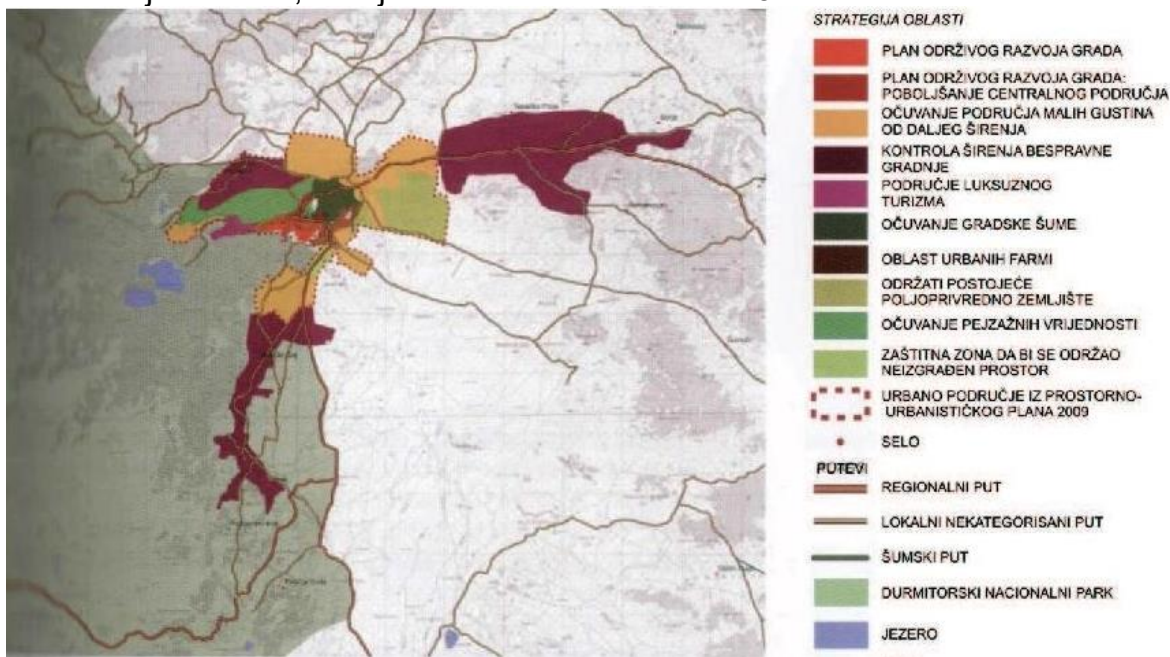 STRATEGIJA OBLASTI
PLAN ODRŽIVOG RAZVOJA GRADA
PLAN ODRŽIVOG RAZVOJA GRADA:
POBOLJŠANJE CENTRALNOG PODRUČJA
OČUVANJE PODRUČJA MALIH GUSTINA
OD DALJEG ŠIRENJA
KONTROLA ŠIRENJA BESPRAVNE
GRADNJE
PODRUČJE LUKSUZNOG
TURIZMA
OČUVANJE GRADSKE ŠUME
OBLAST URBANIH FARMI
ODRŽATI POSTOJEĆE
POLJOPRIVREDNO ZEMLJIŠTE
OČUVANJE PEJZAŽNIH VRIJEDNOSTI
ZAŠTITNA ZONA DA BI SE ODRŽAO
NEIZGRAĐEN PROSTOR
URBANO PODRUČJE IZ PROSTORNO-
URBANISTIČKOG PLANA 2009
SELO
PUTEVI
REGIONALNI PUT
LOKALNI NEKATEGORISANI PUT
ŠUMSKI PUT
DURMITORSKI NACIONALNI PARK
JEZERO